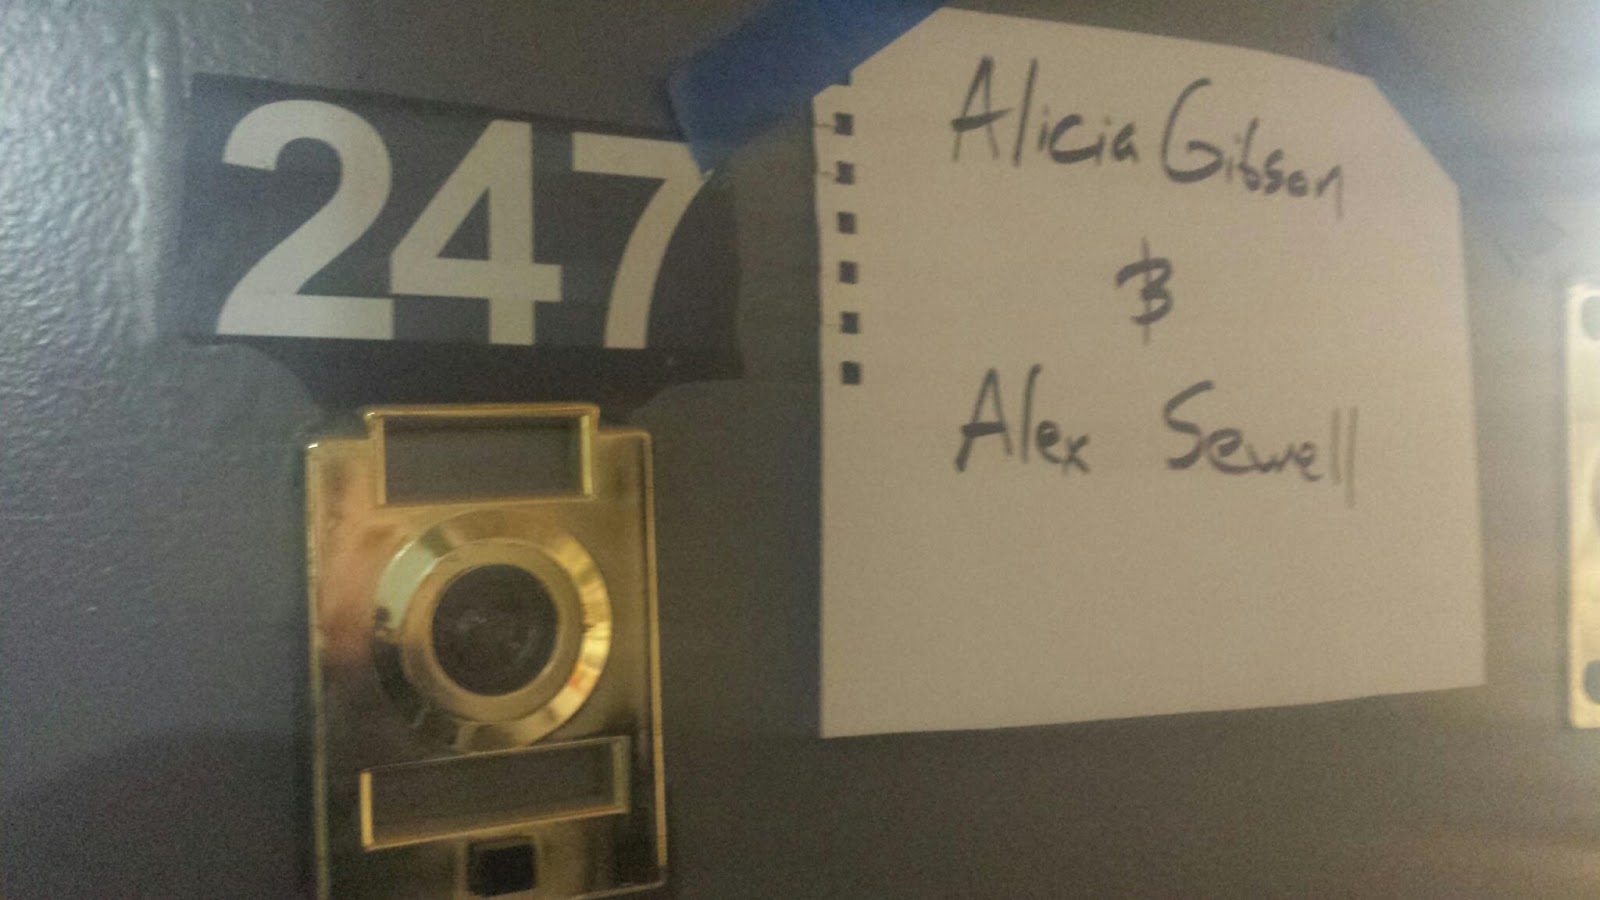 247
Alicia Gibson
&
Alex Sewell